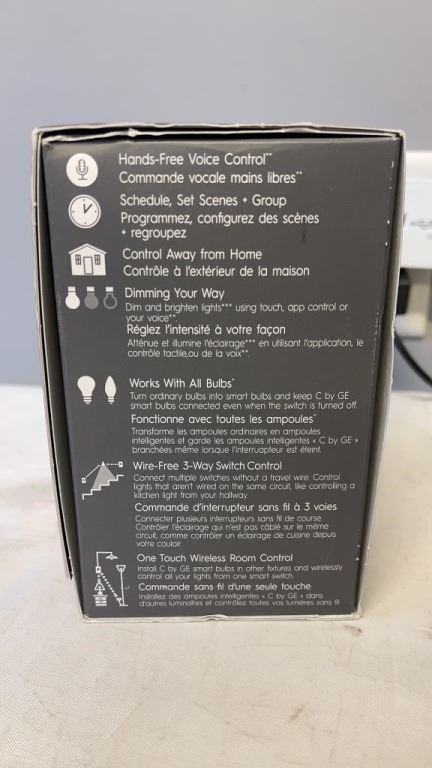 Hands-Free Voice Control**
Commande vocale mains libres**
Schedule, Set Scenes + Group
Programmez, configurez des scènes
+ regroupez
Control Away from Home
Contrôle à l'extérieur de la maison
Dimming Your Way
Dim and brighten lights*** using touch, app control or
your voice**.
Réglez l'intensité à votre façon
Atténue et illumine l'éclairage*** en utilisant l'application, le
contrôle tactile,ou de la voix**.
Works With All Bulbs*
Turn ordinary bulbs into smart bulbs and keep C by GE
smart bulbs connected even when the switch is turned off.
Fonctionne avec toutes les ampoules*
Transforme les ampoules ordinaires en ampoules
intelligentes et garde les ampoules intelligentes « C by GE »
branchées même lorsque l'interruapteur est éteint.
Wire-Free 3-Way Switch Control
Connect multiple switches without a travel wire. Control
lights that aren't wired on the same circuit, like controlling a
kitchen light from your hallway.
Commande d'interrupteur sans fil à 3 voies
Connecter plusieurs interrupteurs sans fil de course.
Contrôler l'éclairage qui n'est pas câblé sur le même
circuit, comme contrôler un éclairage de cuisine depuis
votre couloir.
One Touch Wireless Room Control
Install C by GE smart bulbs in other fixtures and wirelessly
control all your lights from one smart switch.
Commande sans fil d'une seule touche
Installez des ampoules intelligentes « C by GE » dans
d'autres luminaires et contrôlez toutes vos lumières sans fil